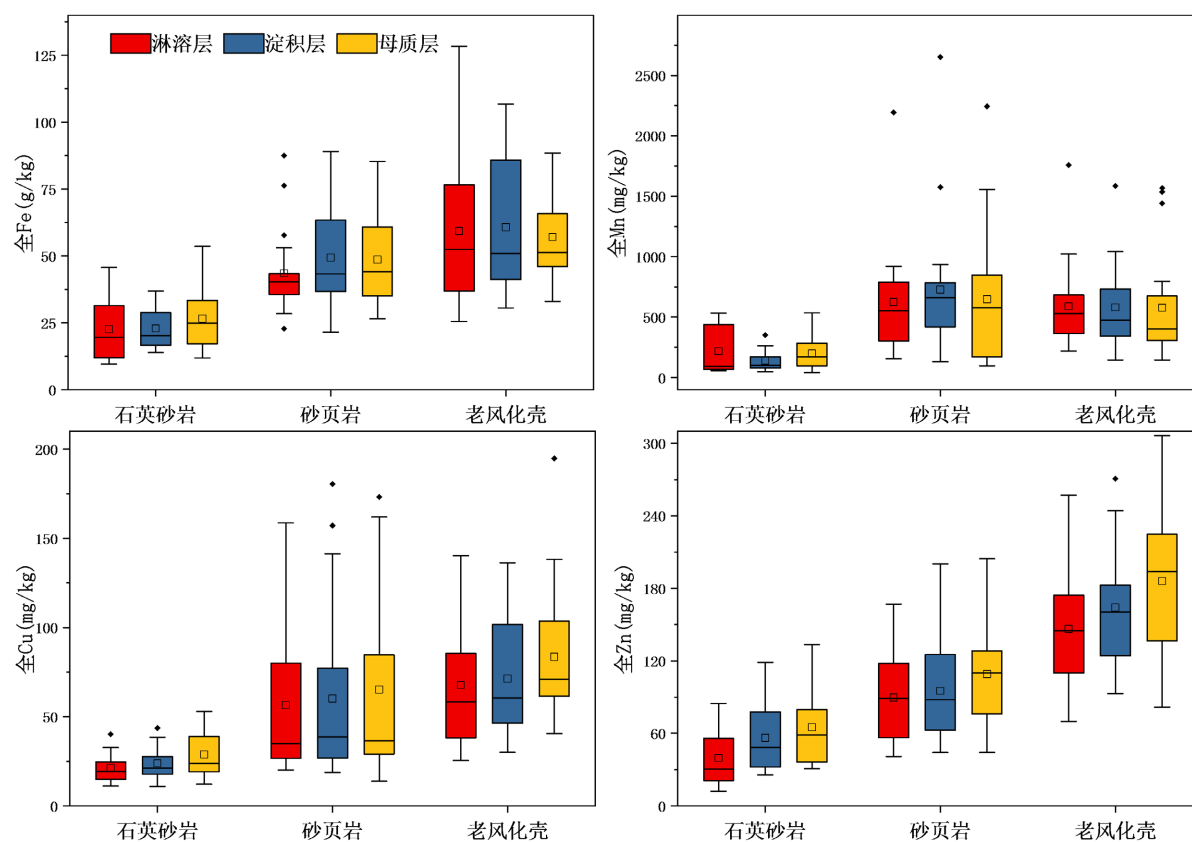 淋溶层 淀积层 母质层
全Fe(g/kg)
125
100
75
50
25
0
石英砂岩 砂页岩 老风化壳
全Mn(mg/kg)
2500
2000
1500
1000
500
0
石英砂岩 砂页岩 老风化壳
全Cu(mg/kg)
200
150
100
50
0
石英砂岩 砂页岩 老风化壳
全Zn(mg/kg)
300
240
180
120
60
0
石英砂岩 砂页岩 老风化壳